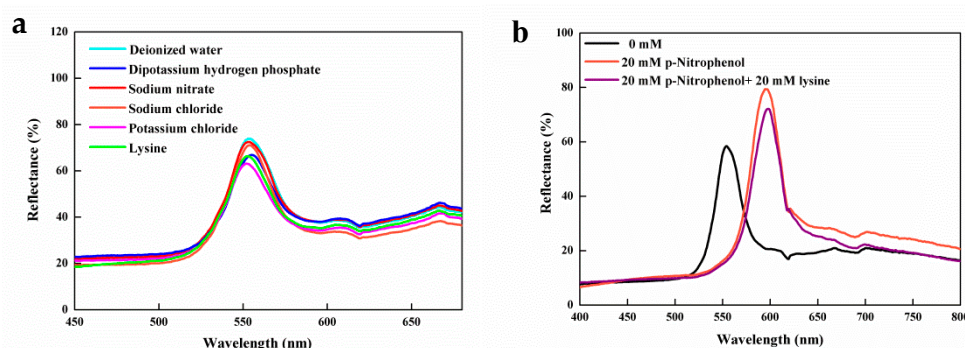 a
120
100
80
60
40
20
0
Reflectance (%)
Deionized water
Dipotassium hydrogen phosphate
Sodium nitrate
Sodium chloride
Potassium chloride
Lysine
450 500 550 600 650
Wavelength (nm)
b
100
80
60
40
20
0
Reflectance (%)
0 mM
20 mM p-Nitrophenol
20 mM p-Nitrophenol+ 20 mM lysine
400 450 500 550 600 650 700 750 800
Wavelength (nm)